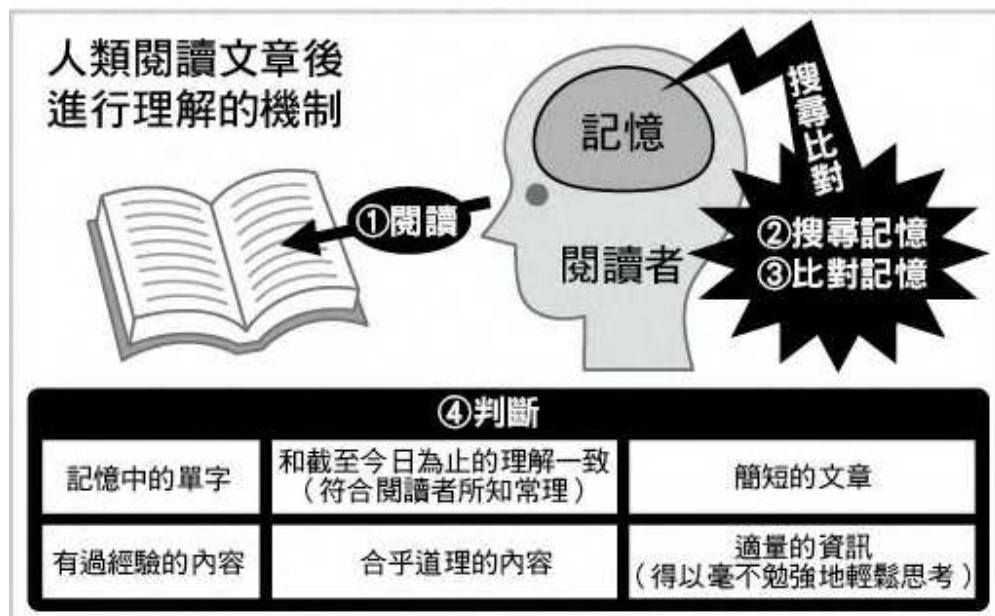 人類閱讀文章後
進行理解的機制
記憶
搜尋比對
①閱讀
閱讀者
②搜尋記憶
③比對記憶
④判斷
記憶中的單字
和截至今日為止的理解一致
（符合閱讀者所知常理）
簡短的文章
有過經驗的內容
合乎道理的內容
適量的資訊
（得以毫不勉強地輕鬆思考）